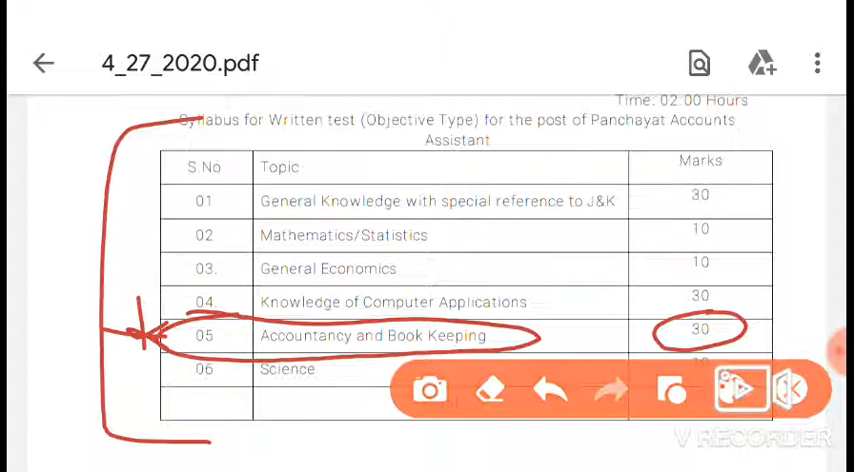 4_27_2020.pdf
Time: 02.00 Hours
Syllabus for Written test (Objective Type) for the post of Panchayat Accounts
Assistant
S.No Topic Marks
01 General Knowledge with special reference to J&K 30
02 Mathematics/Statistics 10
03. General Economics 10
04. Knowledge of Computer Applications 30
05 Accountancy and Book Keeping 30
06 Science
V RECORDER